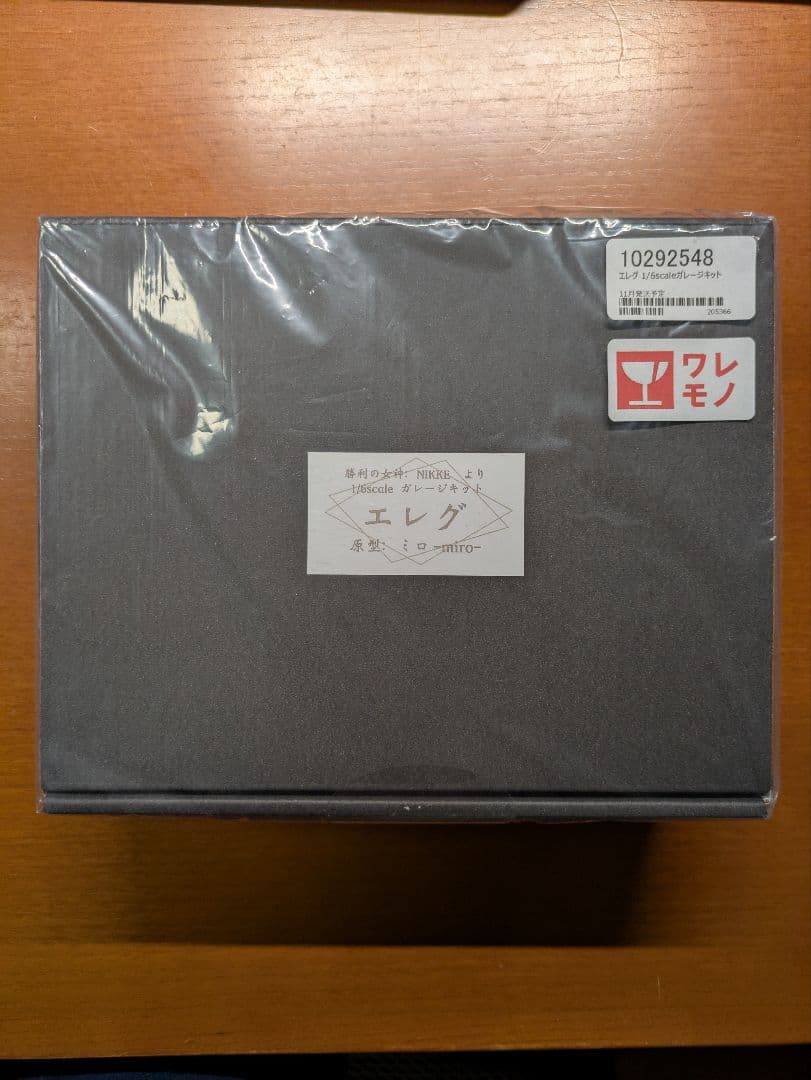 10292548
エレグ 1/6scaleガレージキット
11月発送予定
205366
ワレ
モノ
勝利の女神: NIKKE より
1/6scale ガレージキット
エレグ
原型: ミロ -miro-